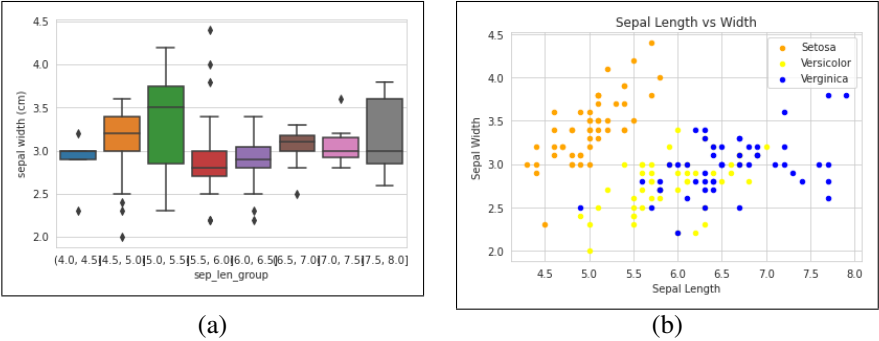 4.5
4.0
3.5
3.0
2.5
2.0
sepal width (cm)
(4.0, 4.5] (4.5, 5.0] (5.0, 5.5] (5.5, 6.0] (6.0, 6.5] (6.5, 7.0] (7.0, 7.5] (7.5, 8.0]
sep_len_group
(a)
Sepal Length vs Width
4.5
4.0
3.5
3.0
2.5
2.0
Sepal Width
Setosa
Versicolor
Verginica
4.5 5.0 5.5 6.0 6.5 7.0 7.5 8.0
Sepal Length
(b)